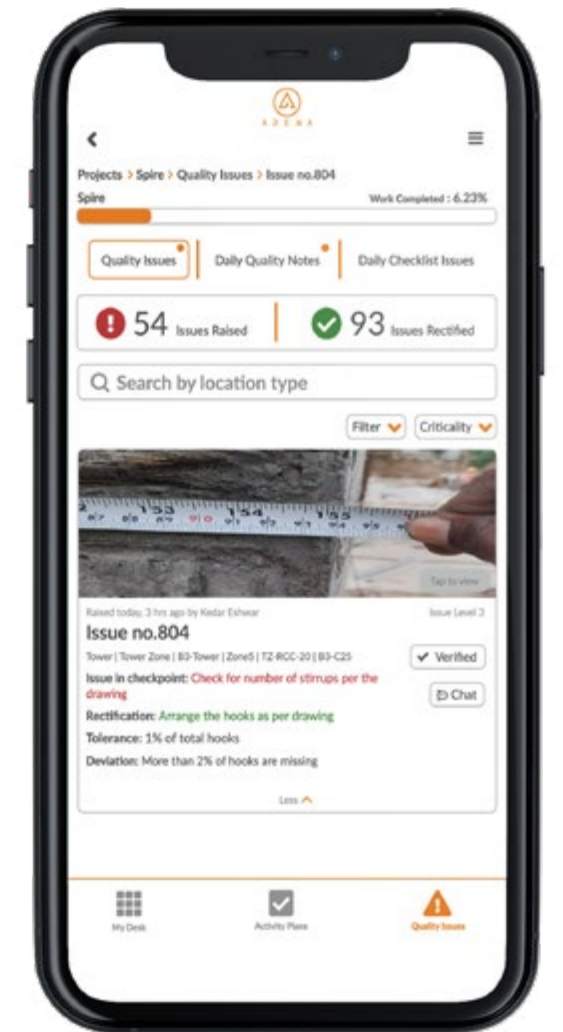 ADEWA
Projects > Spire > Quality Issues > Issue no.804
Spire
Work Completed : 6.23%
Quality Issues
Daily Quality Notes
Daily Checklist Issues
54 Issues Raised
93 Issues Rectified
Search by location type
Filter
Criticality
153 154 155
90
Tap to view
Raised today, 3 hrs ago by Kedar Eshwar
Issue Level 3
Issue no.804
Tower | Tower Zone | B3-Tower | Zone5 | TZ-RCC-20 | B3-C25
Verified
Issue in checkpoint: Check for number of stirrups per the
drawing
Chat
Rectification: Arrange the hooks as per drawing
Tolerance: 1% of total hooks
Deviation: More than 2% of hooks are missing
Less
My Desk
Activity Plans
Quality Issues